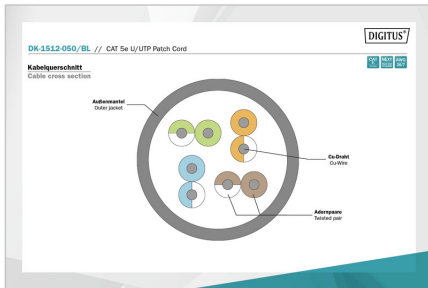 DIGITUS®
DK-1512-050/BL // CAT 5e U/UTP Patch Cord
Kabelquerschnitt
Cable cross section
Außenmantel
Outer jacket
Cu-Draht
Cu-Wire
Adernpaare
Twisted pair